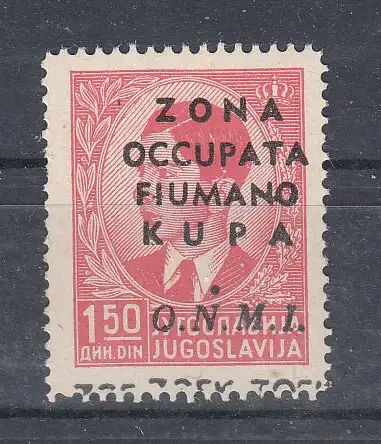 ZONA
OCCUPATA
FIUMANO
KUPA
O.N.M.I.
1.50
ДИН. DIN JUGOSLAVIJA